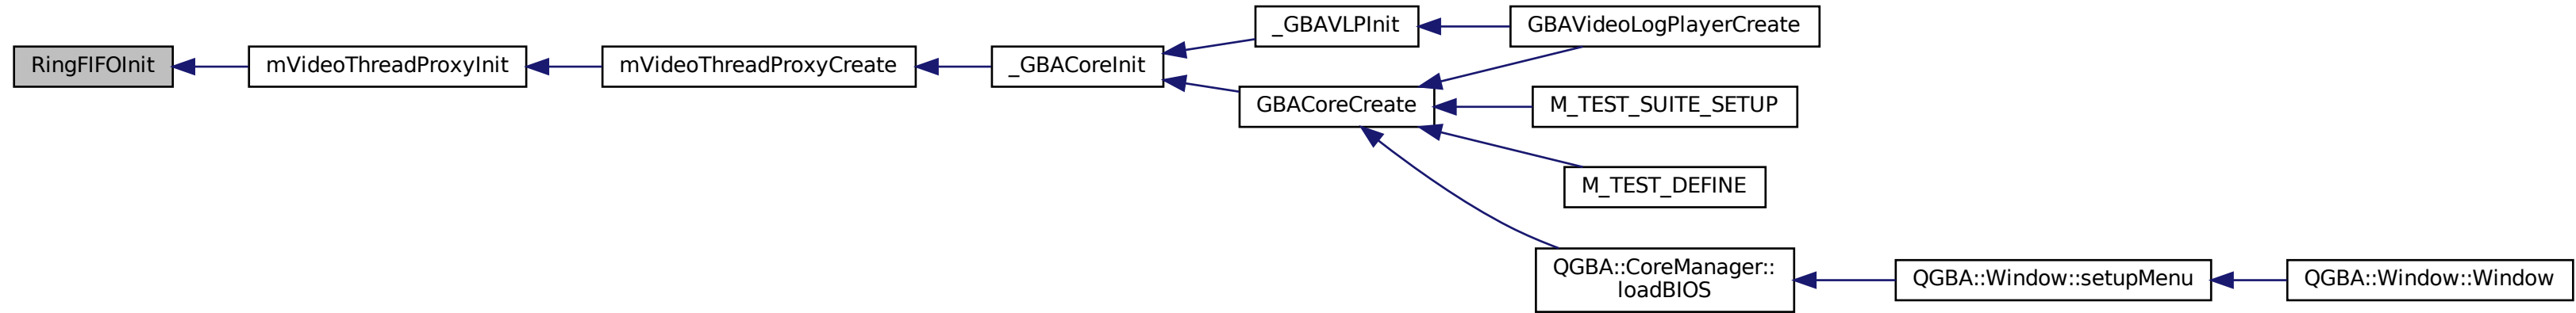 RingFIFOInit
mVideoThreadProxyInit
mVideoThreadProxyCreate
_GBACoreInit
_GBAVLPInit
GBAVideoLogPlayerCreate
GBACoreCreate
M_TEST_SUITE_SETUP
M_TEST_DEFINE
QGBA::CoreManager::
loadBIOS
QGBA::Window::setupMenu
QGBA::Window::Window